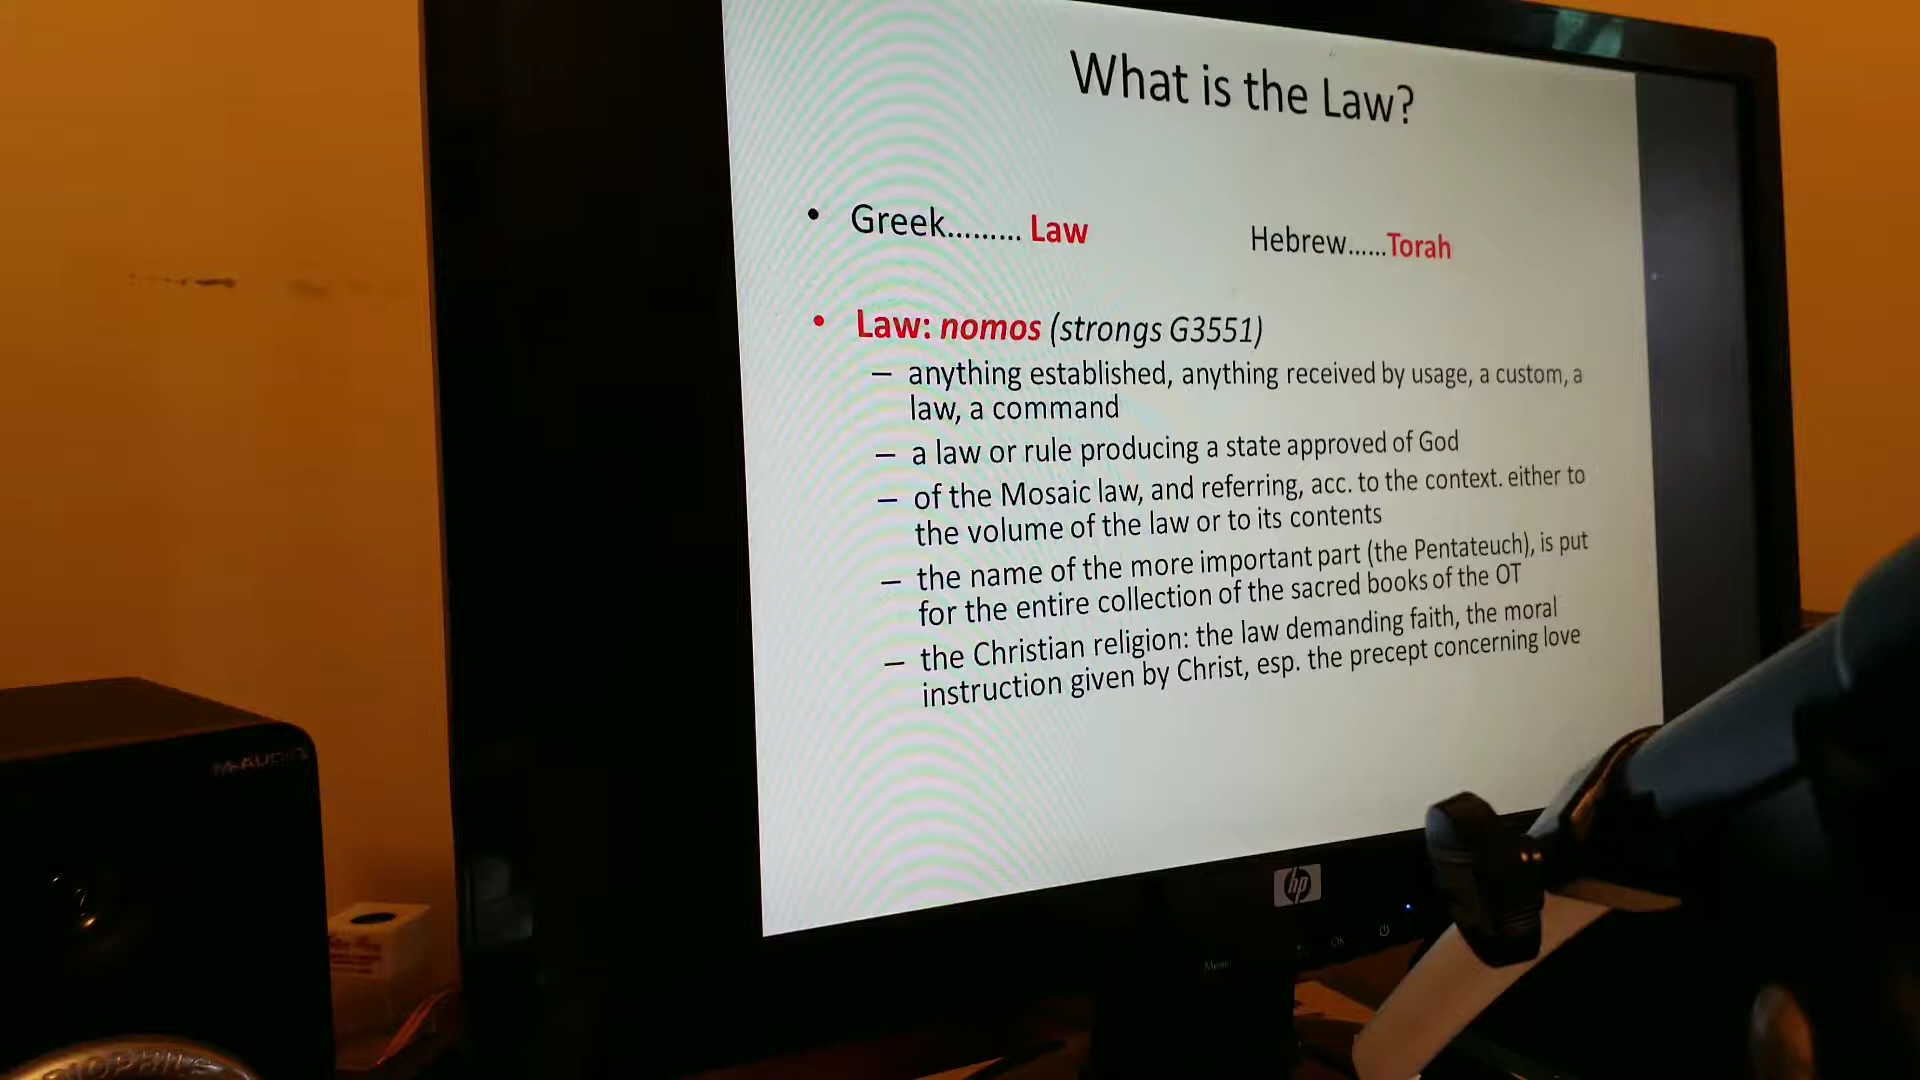 What is the Law?
• Greek......... Law Hebrew......Torah
• Law: nomos (strongs G3551)
– anything established, anything received by usage, a custom, a
law, a command
– a law or rule producing a state approved of God
– of the Mosaic law, and referring, acc. to the context. either to
the volume of the law or to its contents
– the name of the more important part (the Pentateuch), is put
for the entire collection of the sacred books of the OT
– the Christian religion: the law demanding faith, the moral
instruction given by Christ, esp. the precept concerning love
M-AUDIO
hp
OK
Menu